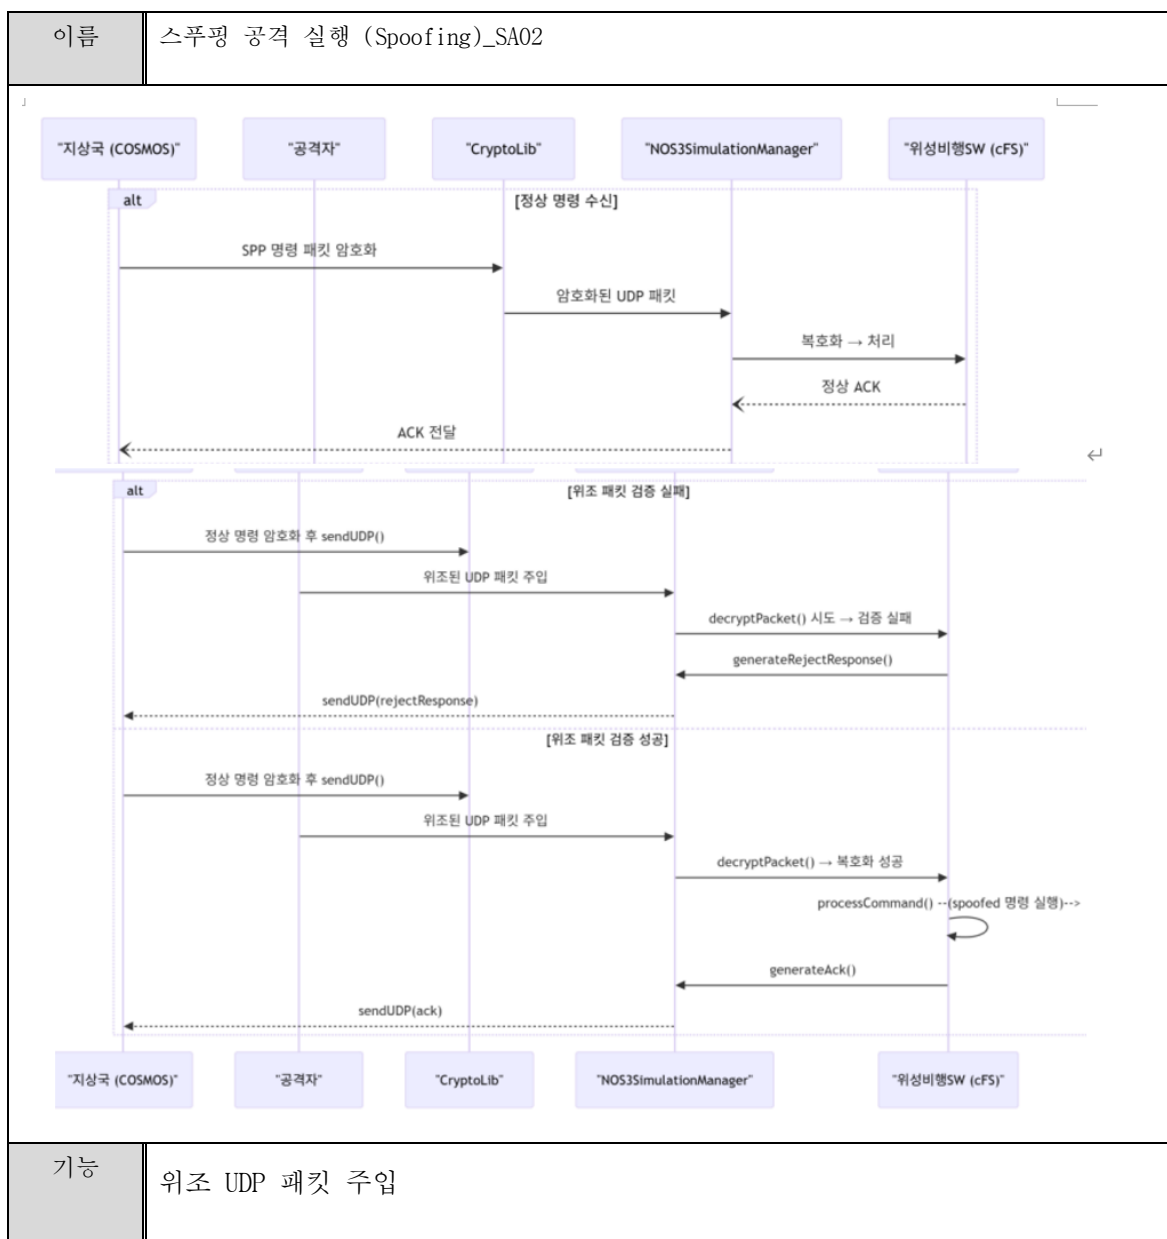 이름
스푸핑 공격 실행 (Spoofing)_SA02
"지상국 (COSMOS)" "공격자" "CryptoLib" "NOS3SimulationManager" "위성비행SW (cFS)"
alt [정상 명령 수신]
SPP 명령 패킷 암호화
암호화된 UDP 패킷
복호화 → 처리
정상 ACK
ACK 전달
alt [위조 패킷 검증 실패]
정상 명령 암호화 후 sendUDP()
위조된 UDP 패킷 주입
decryptPacket() 시도 → 검증 실패
generateRejectResponse()
sendUDP(rejectResponse)
[위조 패킷 검증 성공]
정상 명령 암호화 후 sendUDP()
위조된 UDP 패킷 주입
decryptPacket() → 복호화 성공
processCommand() --(spoofed 명령 실행)-->
generateAck()
sendUDP(ack)
"지상국 (COSMOS)" "공격자" "CryptoLib" "NOS3SimulationManager" "위성비행SW (cFS)"
기능
위조 UDP 패킷 주입